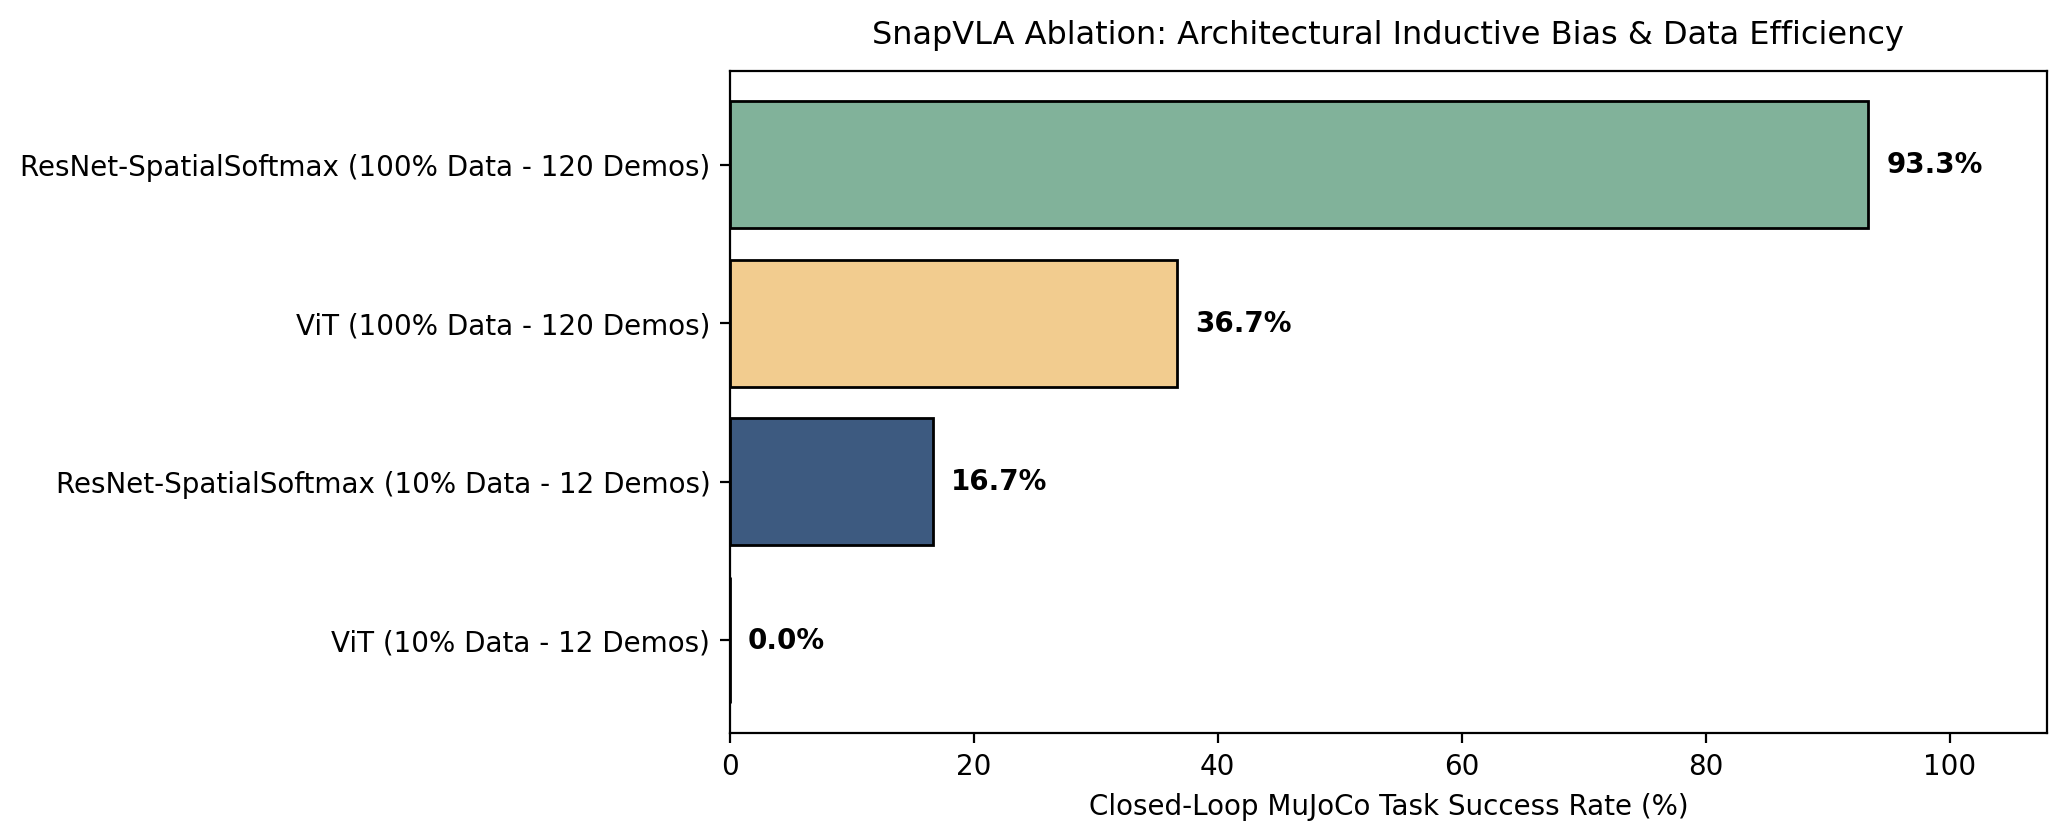 SnapVLA Ablation: Architectural Inductive Bias & Data Efficiency
ResNet-SpatialSoftmax (100% Data - 120 Demos)
93.3%
ViT (100% Data - 120 Demos)
36.7%
ResNet-SpatialSoftmax (10% Data - 12 Demos)
16.7%
ViT (10% Data - 12 Demos)
0.0%
0 20 40 60 80 100
Closed-Loop MuJoCo Task Success Rate (%)